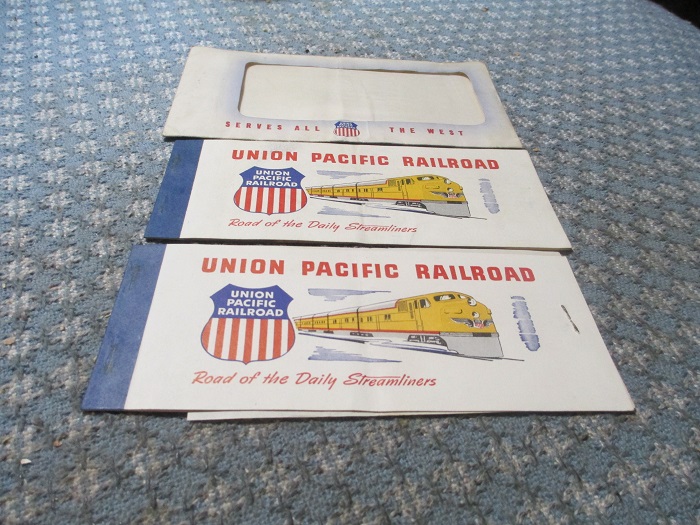 SERVES ALL THE WEST
UNION PACIFIC RAILROAD
UNION
PACIFIC
RAILROAD
Road of the Daily Streamliners
UNION PACIFIC RAILROAD
UNION
PACIFIC
RAILROAD
Road of the Daily Streamliners